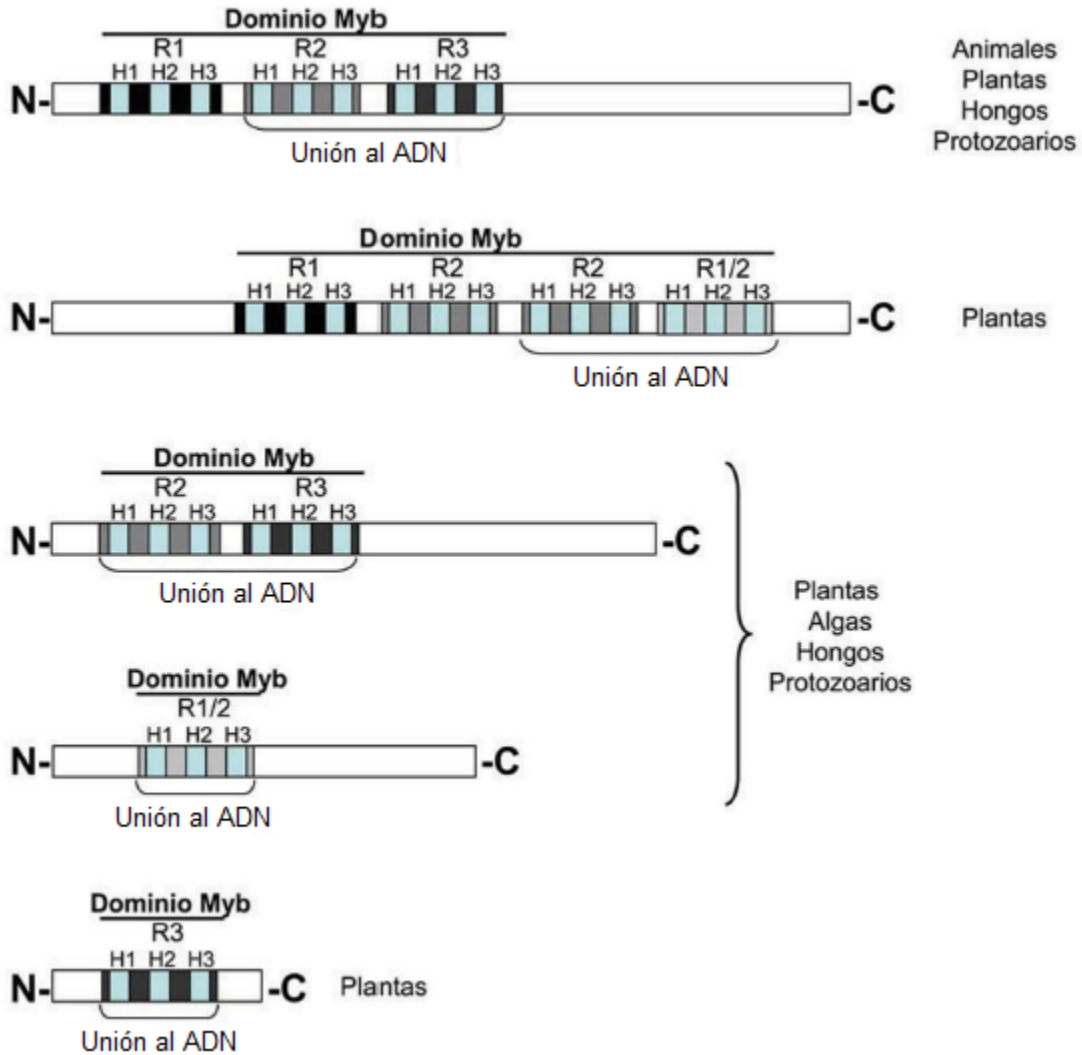 Dominio Myb
R1 R2 R3
H1 H2 H3 H1 H2 H3 H1 H2 H3
N- -C
Unión al ADN
Animales
Plantas
Hongos
Protozoarios
Dominio Myb
R1 R2 R2 R1/2
H1 H2 H3 H1 H2 H3 H1 H2 H3 H1 H2 H3
N- -C Plantas
Unión al ADN
Dominio Myb
R2 R3
H1 H2 H3 H1 H2 H3
N- -C
Unión al ADN
Dominio Myb
R1/2
H1 H2 H3
N- -C
Unión al ADN
Plantas
Algas
Hongos
Protozoarios
Dominio Myb
R3
H1 H2 H3
N- -C Plantas
Unión al ADN